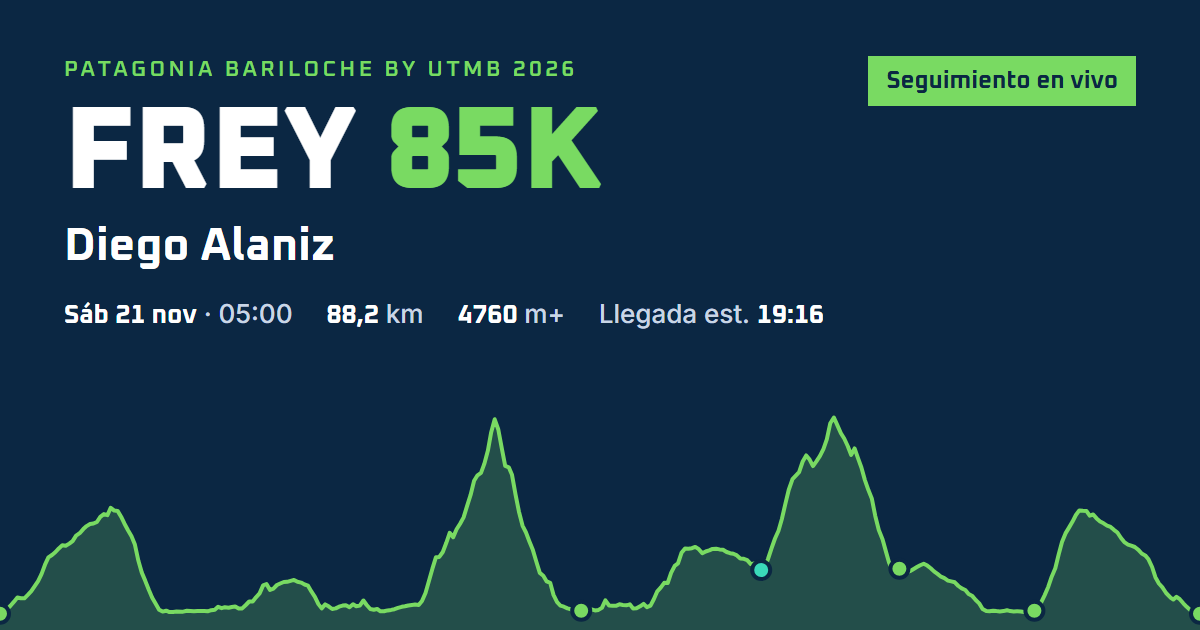 PATAGONIA BARILOCHE BY UTMB 2026
Seguimiento en vivo
FREY 85K
Diego Alaniz
Sáb 21 nov · 05:00 88,2 km 4760 m+ Llegada est. 19:16